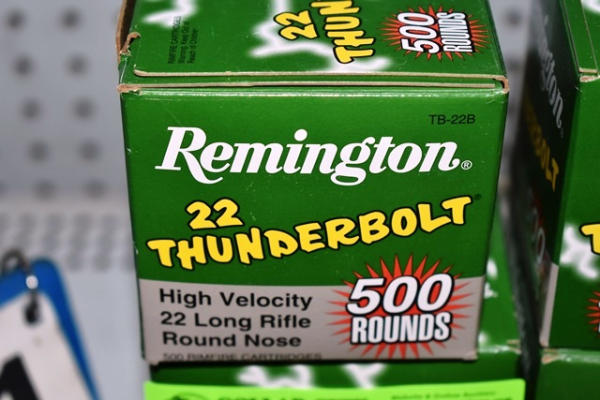 22
THUN
500
ROUNDS
TB-22B
Remington®
22
THUNDERBOLT®
High Velocity
22 Long Rifle
Round Nose
500 RIMFIRE CARTRIDGES
500
ROUNDS